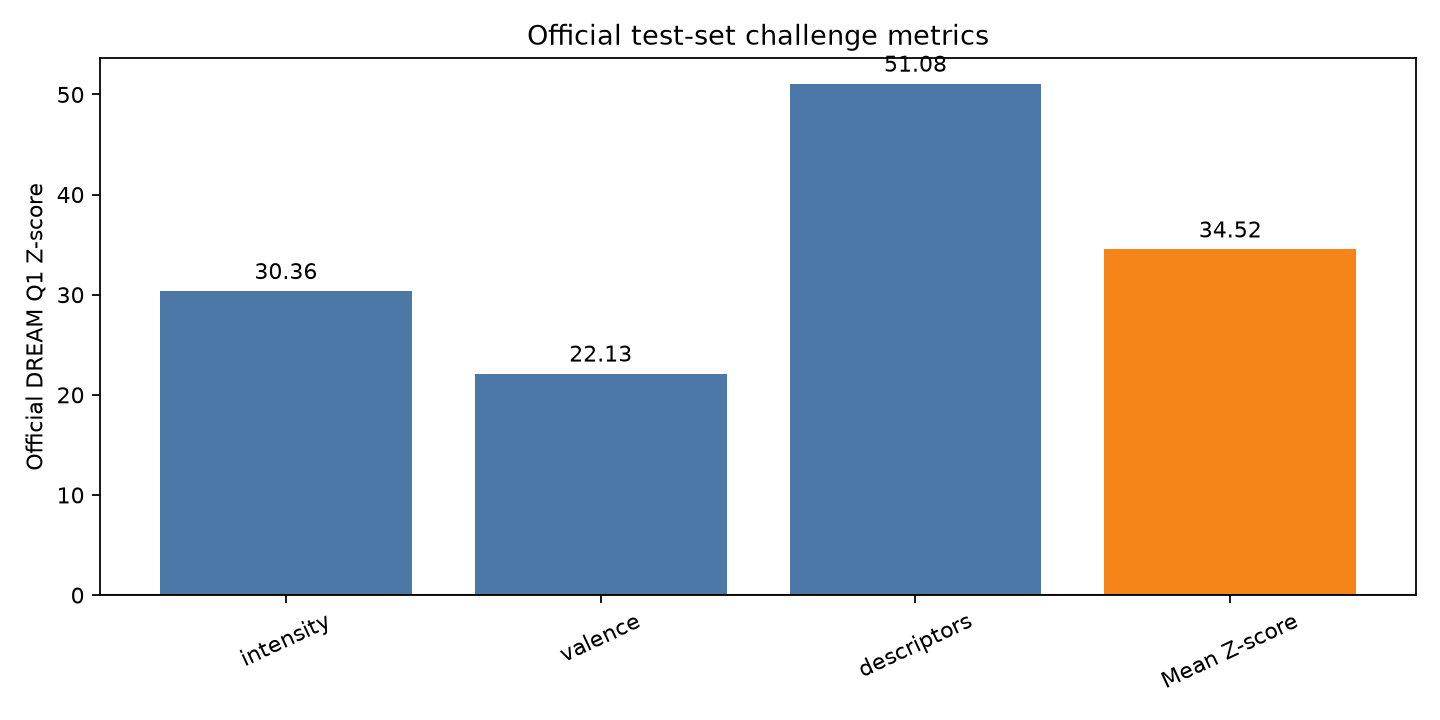 Official test-set challenge metrics
Official DREAM Q1 Z-score
50
40
30
20
10
0
30.36
22.13
51.08
34.52
intensity
valence
descriptors
Mean Z-score